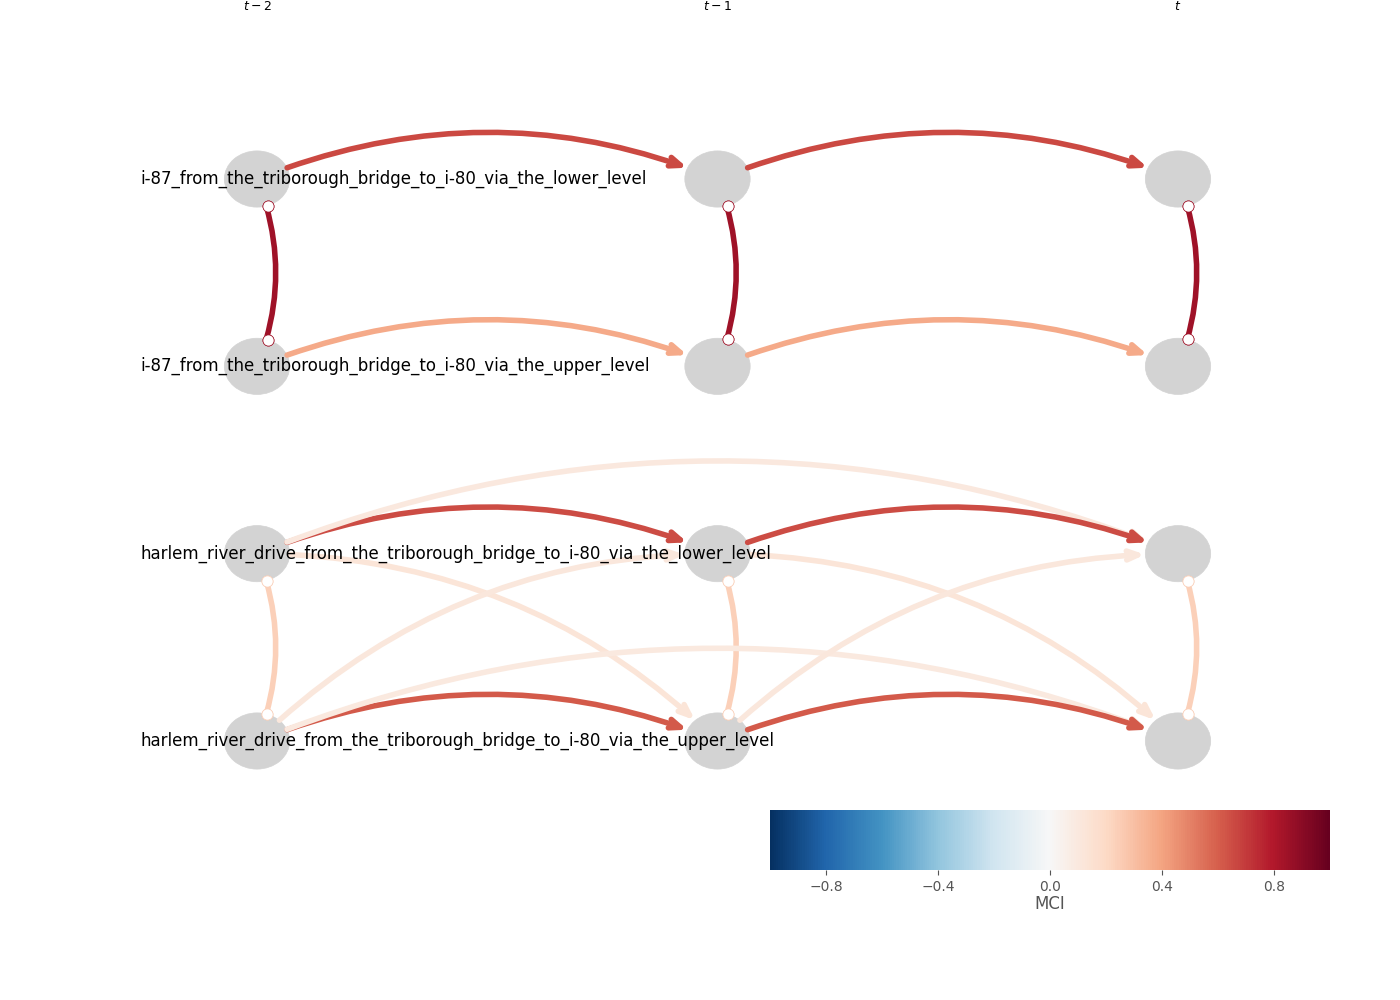 t − 2 t − 1 t
i-87_from_the_triborough_bridge_to_i-80_via_the_lower_level
i-87_from_the_triborough_bridge_to_i-80_via_the_upper_level
harlem_river_drive_from_the_triborough_bridge_to_i-80_via_the_lower_level
harlem_river_drive_from_the_triborough_bridge_to_i-80_via_the_upper_level
−0.8 −0.4 0.0 0.4 0.8
MCI